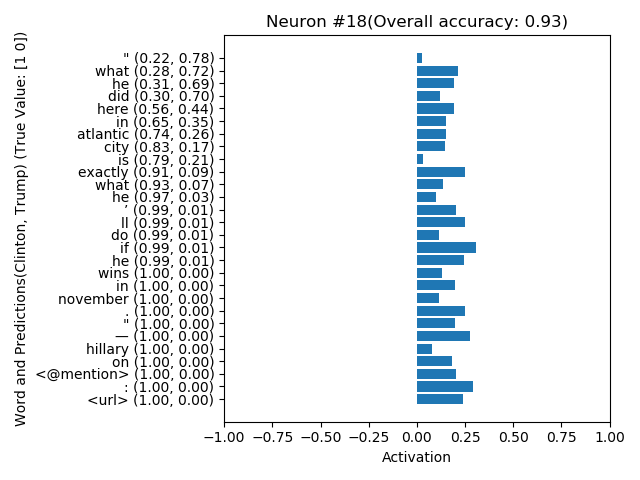 Neuron #18(Overall accuracy: 0.93)
Word and Predictions(Clinton, Trump) (True Value: [1 0])
" (0.22, 0.78)
what (0.28, 0.72)
he (0.31, 0.69)
did (0.30, 0.70)
here (0.56, 0.44)
in (0.65, 0.35)
atlantic (0.74, 0.26)
city (0.83, 0.17)
is (0.79, 0.21)
exactly (0.91, 0.09)
what (0.93, 0.07)
he (0.97, 0.03)
’ (0.99, 0.01)
ll (0.99, 0.01)
do (0.99, 0.01)
if (0.99, 0.01)
he (0.99, 0.01)
wins (1.00, 0.00)
in (1.00, 0.00)
november (1.00, 0.00)
. (1.00, 0.00)
" (1.00, 0.00)
— (1.00, 0.00)
hillary (1.00, 0.00)
on (1.00, 0.00)
<@mention> (1.00, 0.00)
: (1.00, 0.00)
<url> (1.00, 0.00)
−1.00 −0.75 −0.50 −0.25 0.00 0.25 0.50 0.75 1.00
Activation